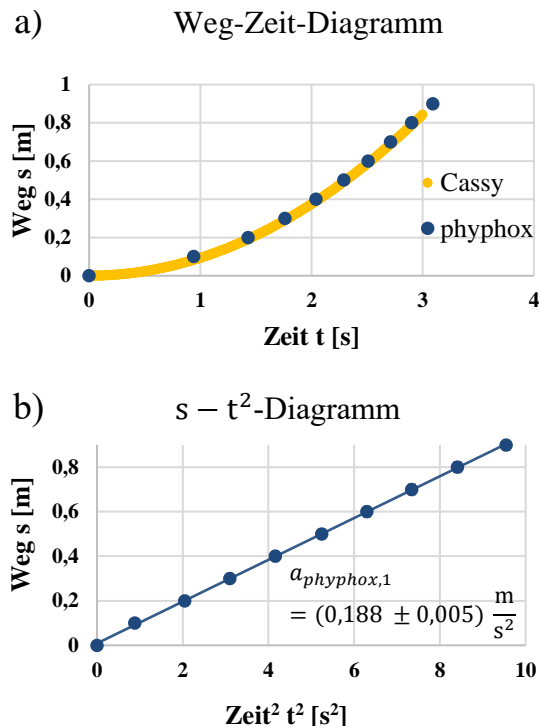 a) Weg-Zeit-Diagramm
1
0,8
0,6
0,4
0,2
0
Weg s [m]
Cassy
phyphox
0 1 2 3 4
Zeit t [s]
b) s − t²-Diagramm
0,8
0,6
0,4
0,2
0
Weg s [m]
a_phyphox,1
= (0,188 ± 0,005) m/s²
0 2 4 6 8 10
Zeit² t² [s²]